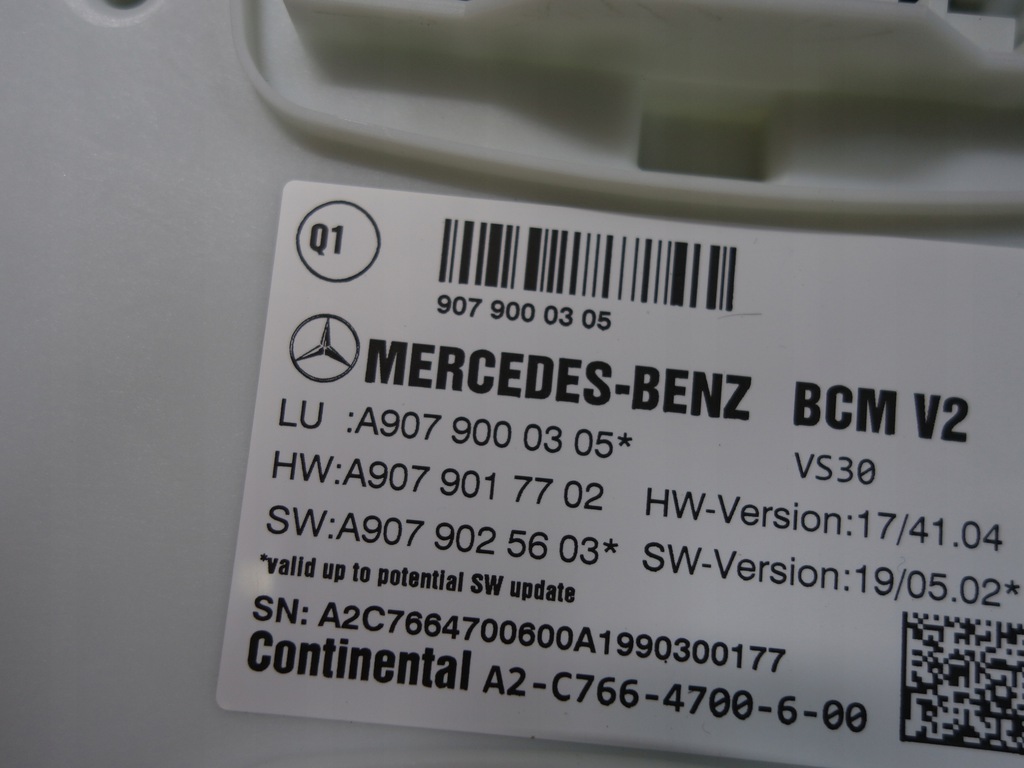 Q1
907 900 03 05
MERCEDES-BENZ BCM V2
LU :A907 900 03 05*
VS30
HW:A907 901 77 02 HW-Version:17/41.04
SW:A907 902 56 03* SW-Version:19/05.02*
*valid up to potential SW update
SN: A2C7664700600A1990300177
Continental A2-C766-4700-6-00